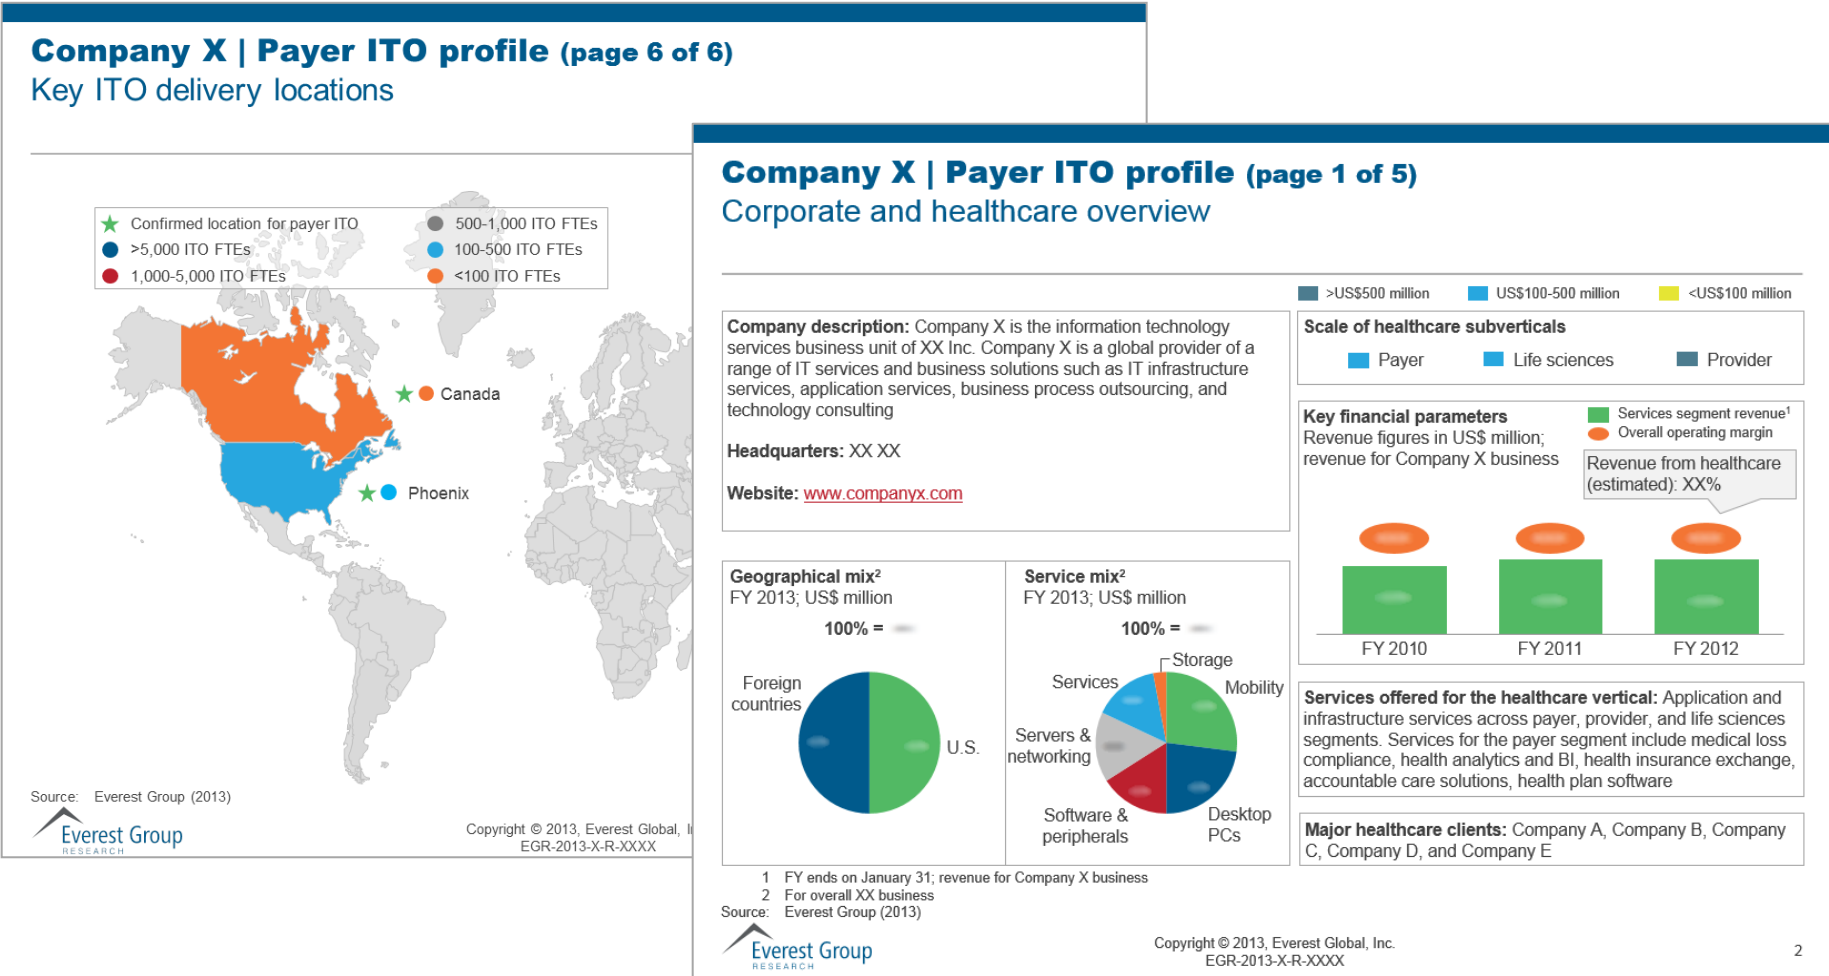 Company X | Payer ITO profile (page 6 of 6)
Key ITO delivery locations
Confirmed location for payer ITO
>5,000 ITO FTEs
1,000-5,000 ITO FTEs
500-1,000 ITO FTEs
100-500 ITO FTEs
<100 ITO FTEs
Canada
Phoenix
Source: Everest Group (2013)
Everest Group
RESEARCH
Copyright © 2013, Everest Global,
EGR-2013-X-R-XXXX
Company X | Payer ITO profile (page 1 of 5)
Corporate and healthcare overview
>US$500 million
US$100-500 million
<US$100 million
Company description: Company X is the information technology
services business unit of XX Inc. Company X is a global provider of a
range of IT services and business solutions such as IT infrastructure
services, application services, business process outsourcing, and
technology consulting
Headquarters: XX XX
Website: www.companyx.com
Scale of healthcare subverticals
Payer
Life sciences
Provider
Key financial parameters
Revenue figures in US$ million;
revenue for Company X business
Services segment revenue¹
Overall operating margin
Revenue from healthcare
(estimated): XX%
FY 2010
FY 2011
FY 2012
Geographical mix²
FY 2013; US$ million
100% =
Foreign
countries
U.S.
Service mix²
FY 2013; US$ million
100% =
Storage
Mobility
Services
Servers &
networking
Software &
peripherals
Desktop
PCs
Services offered for the healthcare vertical: Application and
infrastructure services across payer, provider, and life sciences
segments. Services for the payer segment include medical loss
compliance, health analytics and BI, health insurance exchange,
accountable care solutions, health plan software
Major healthcare clients: Company A, Company B, Company
C, Company D, and Company E
1 FY ends on January 31; revenue for Company X business
2 For overall XX business
Source: Everest Group (2013)
Everest Group
RESEARCH
Copyright © 2013, Everest Global, Inc.
EGR-2013-X-R-XXXX
2